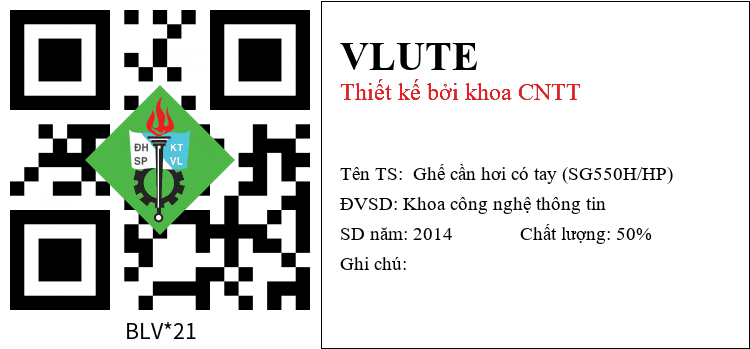 ĐH KT
SP VL
BLV*21
VLUTE
Thiết kế bởi khoa CNTT
Tên TS: Ghế cần hơi có tay (SG550H/HP)
ĐVSD: Khoa công nghệ thông tin
SD năm: 2014 Chất lượng: 50%
Ghi chú: